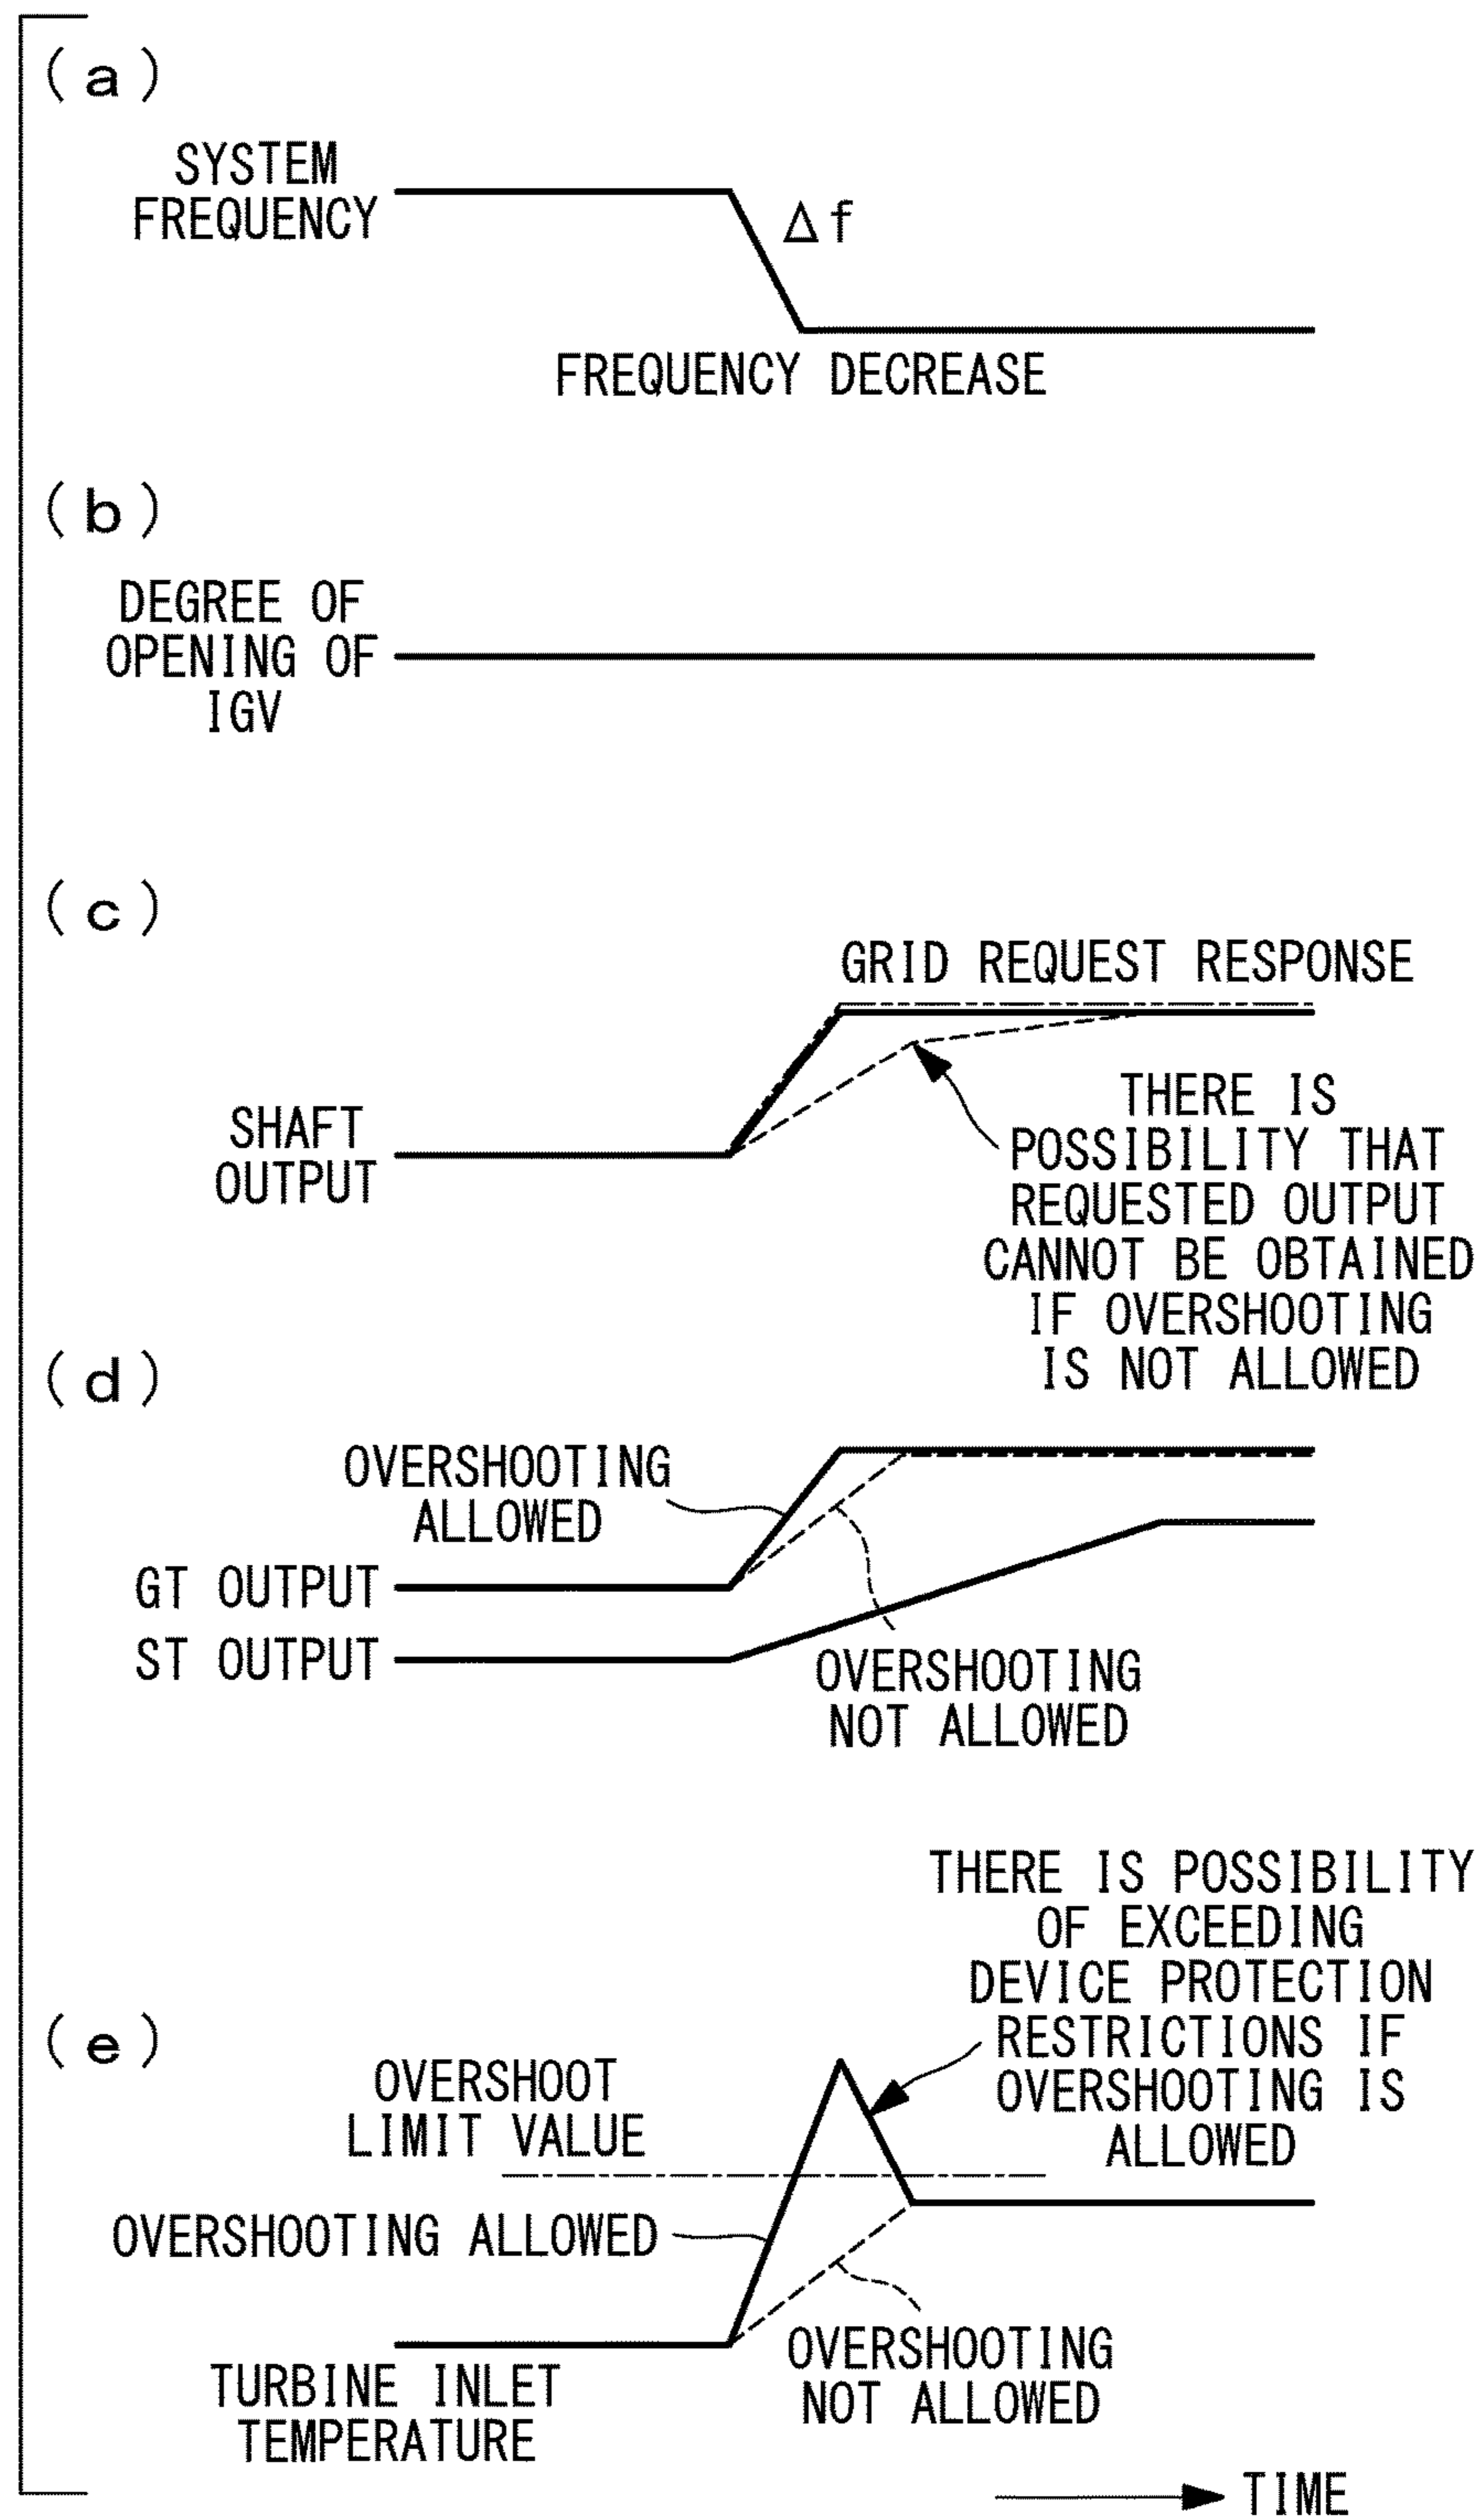 (a)
SYSTEM
FREQUENCY
Δf
FREQUENCY DECREASE
(b)
DEGREE OF
OPENING OF
IGV
(c)
GRID REQUEST RESPONSE
SHAFT
OUTPUT
THERE IS
POSSIBILITY THAT
REQUESTED OUTPUT
CANNOT BE OBTAINED
IF OVERSHOOTING
IS NOT ALLOWED
(d)
OVERSHOOTING
ALLOWED
GT OUTPUT
ST OUTPUT
OVERSHOOTING
NOT ALLOWED
THERE IS POSSIBILITY
OF EXCEEDING
DEVICE PROTECTION
RESTRICTIONS IF
OVERSHOOTING IS
ALLOWED
(e)
OVERSHOOT
LIMIT VALUE
OVERSHOOTING ALLOWED
OVERSHOOTING
NOT ALLOWED
TURBINE INLET
TEMPERATURE
TIME